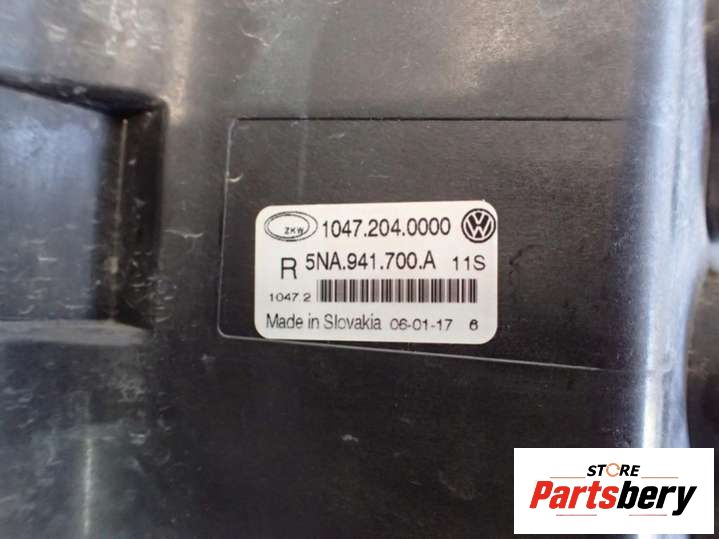 ZKW 1047.204.0000 VW
R 5NA.941.700.A 11S
1047.2
Made in Slovakia 06-01-17 6
STORE
Partsbery